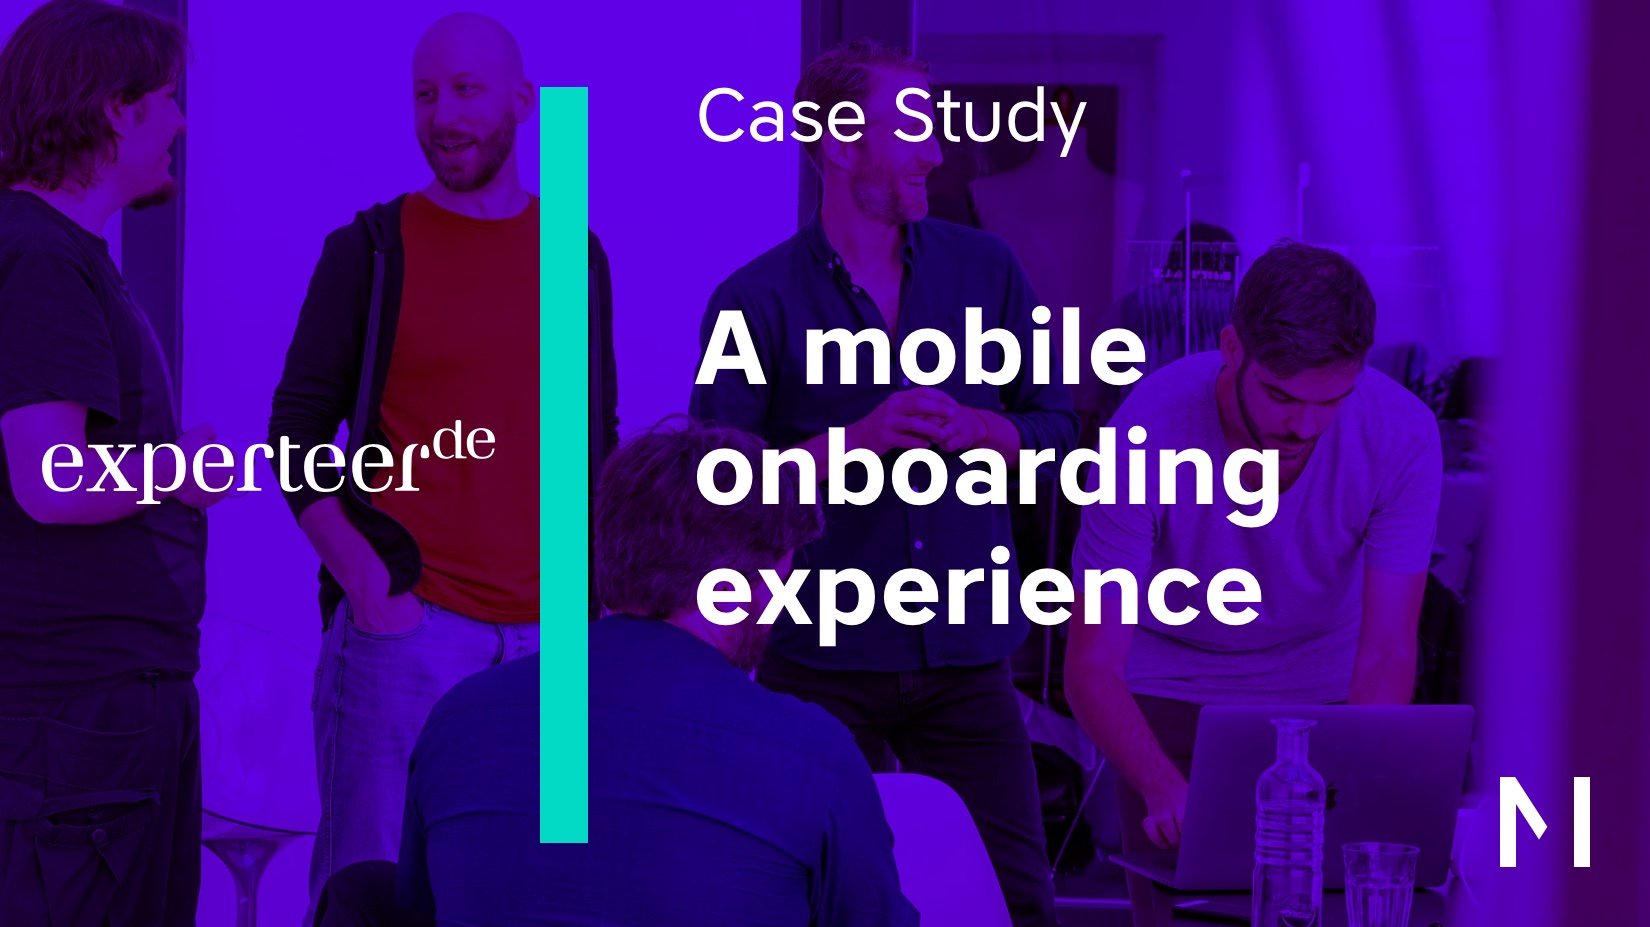 Case Study
A mobile
onboarding
experience
experteer.de
N